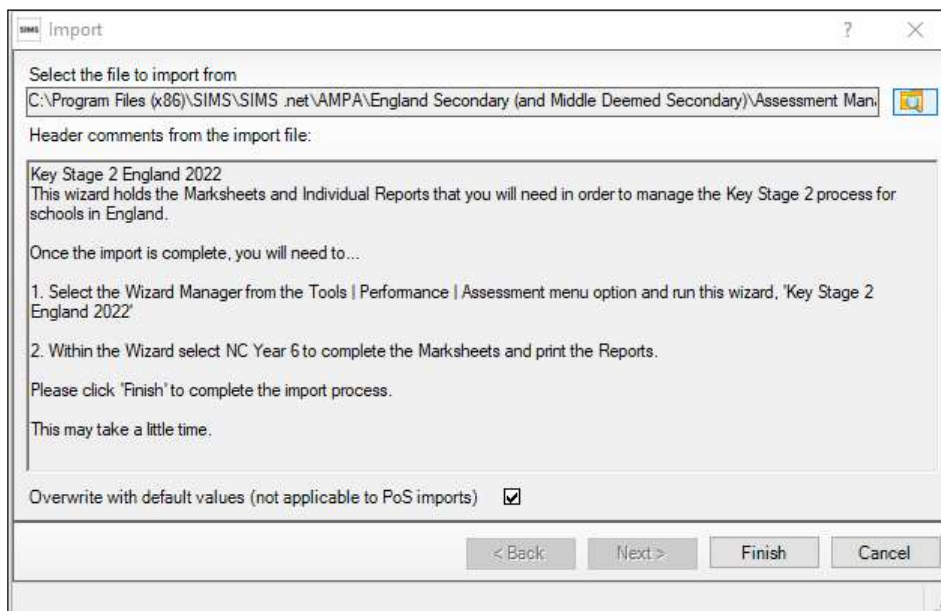 SIMS Import ? ×
Select the file to import from
C:\Program Files (x86)\SIMS\SIMS .net\AMPA\England Secondary (and Middle Deemed Secondary)\Assessment Man
Header comments from the import file:
Key Stage 2 England 2022
This wizard holds the Marksheets and Individual Reports that you will need in order to manage the Key Stage 2 process for
schools in England.
Once the import is complete, you will need to...
1. Select the Wizard Manager from the Tools | Performance | Assessment menu option and run this wizard, 'Key Stage 2
England 2022'
2. Within the Wizard select NC Year 6 to complete the Marksheets and print the Reports.
Please click 'Finish' to complete the import process.
This may take a little time.
Overwrite with default values (not applicable to PoS imports)
< Back Next > Finish Cancel